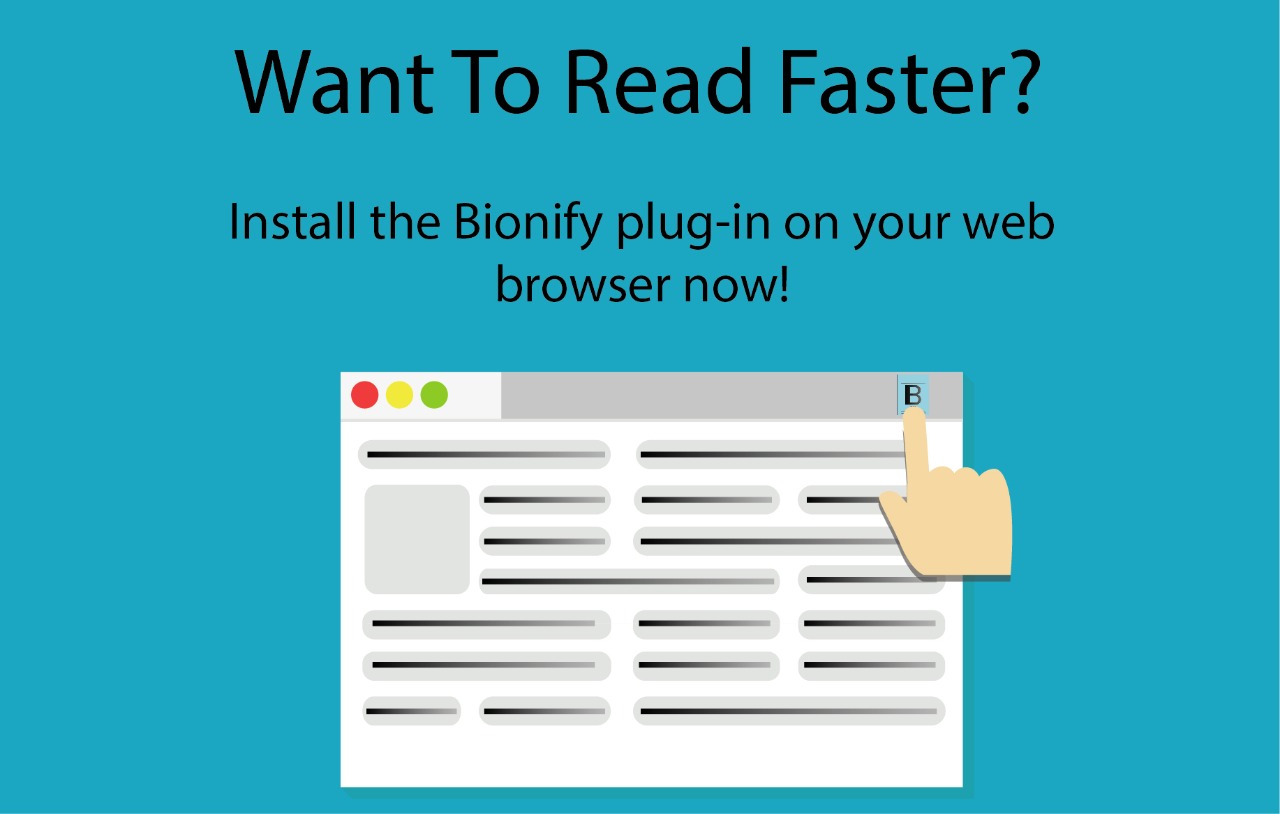 Want To Read Faster?
Install the Bionify plug-in on your web
browser now!
B